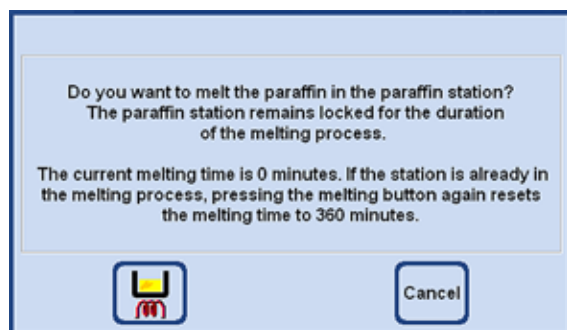 Do you want to melt the paraffin in the paraffin station?
The paraffin station remains locked for the duration
of the melting process.
The current melting time is 0 minutes. If the station is already in
the melting process, pressing the melting button again resets
the melting time to 360 minutes.
Cancel